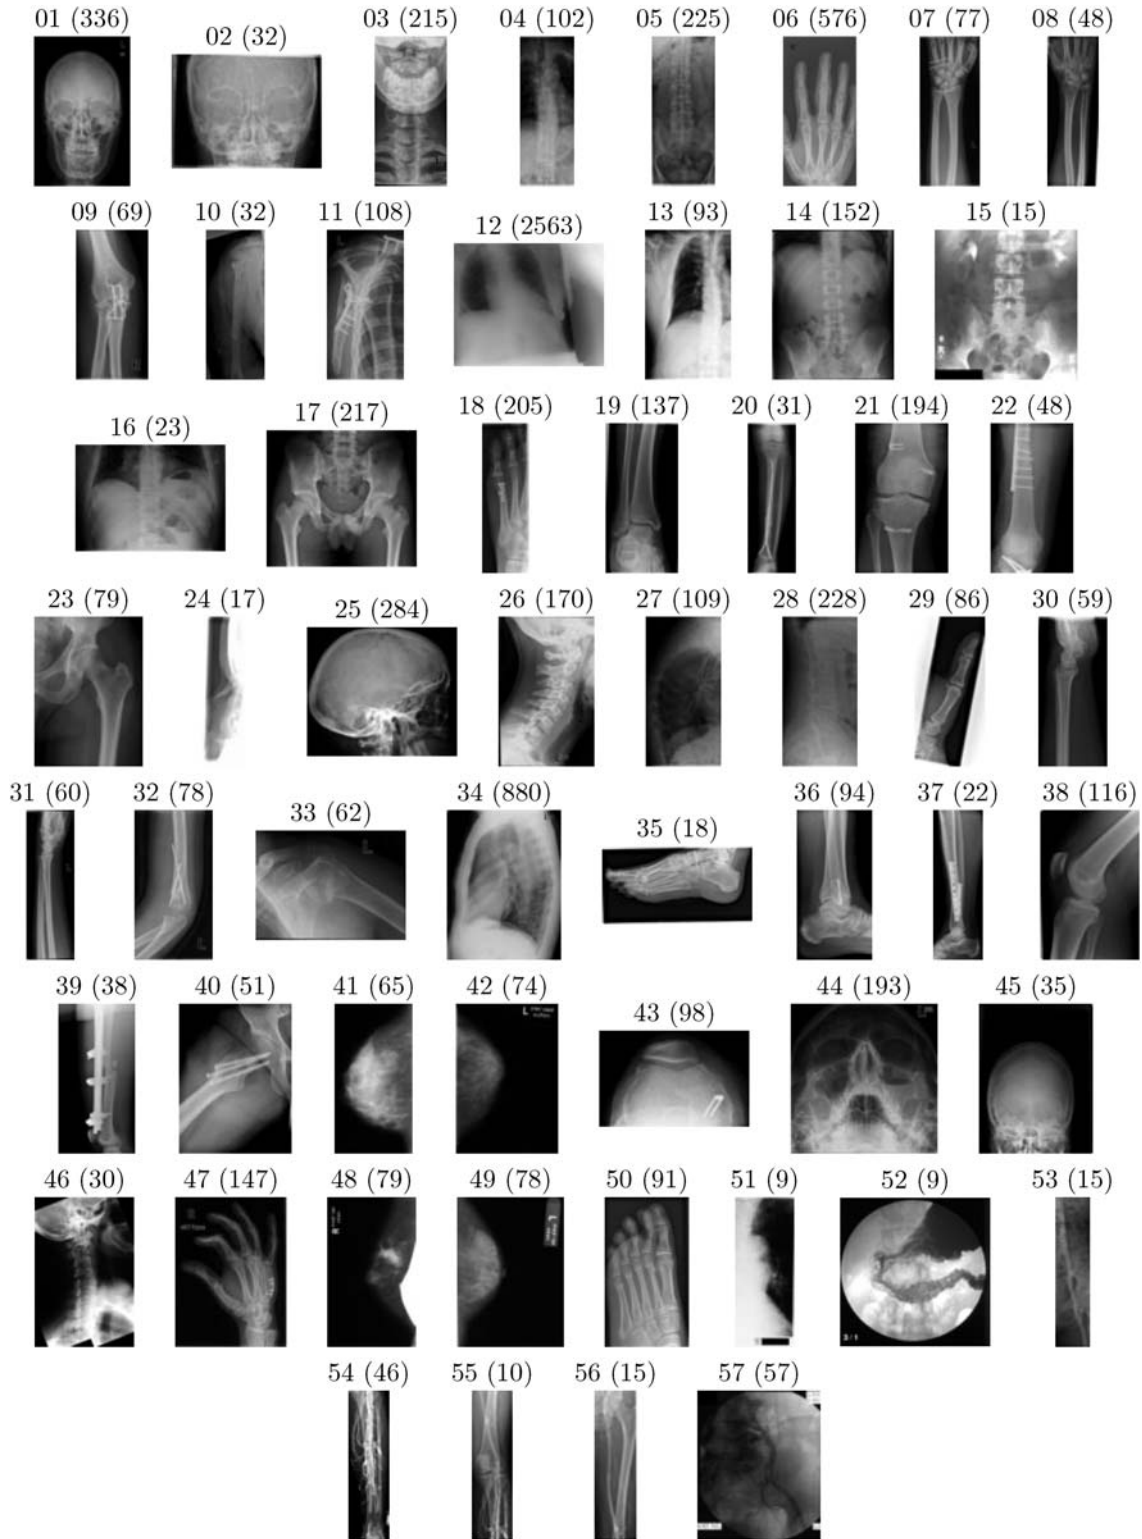 01 (336) 02 (32) 03 (215) 04 (102) 05 (225) 06 (576) 07 (77) 08 (48)
09 (69) 10 (32) 11 (108) 12 (2563) 13 (93) 14 (152) 15 (15)
16 (23) 17 (217) 18 (205) 19 (137) 20 (31) 21 (194) 22 (48)
23 (79) 24 (17) 25 (284) 26 (170) 27 (109) 28 (228) 29 (86) 30 (59)
31 (60) 32 (78) 33 (62) 34 (880) 35 (18) 36 (94) 37 (22) 38 (116)
39 (38) 40 (51) 41 (65) 42 (74) 43 (98) 44 (193) 45 (35)
L
46 (30) 47 (147) 48 (79) 49 (78) 50 (91) 51 (9) 52 (9) 53 (15)
L
3/1
54 (46) 55 (10) 56 (15) 57 (57)